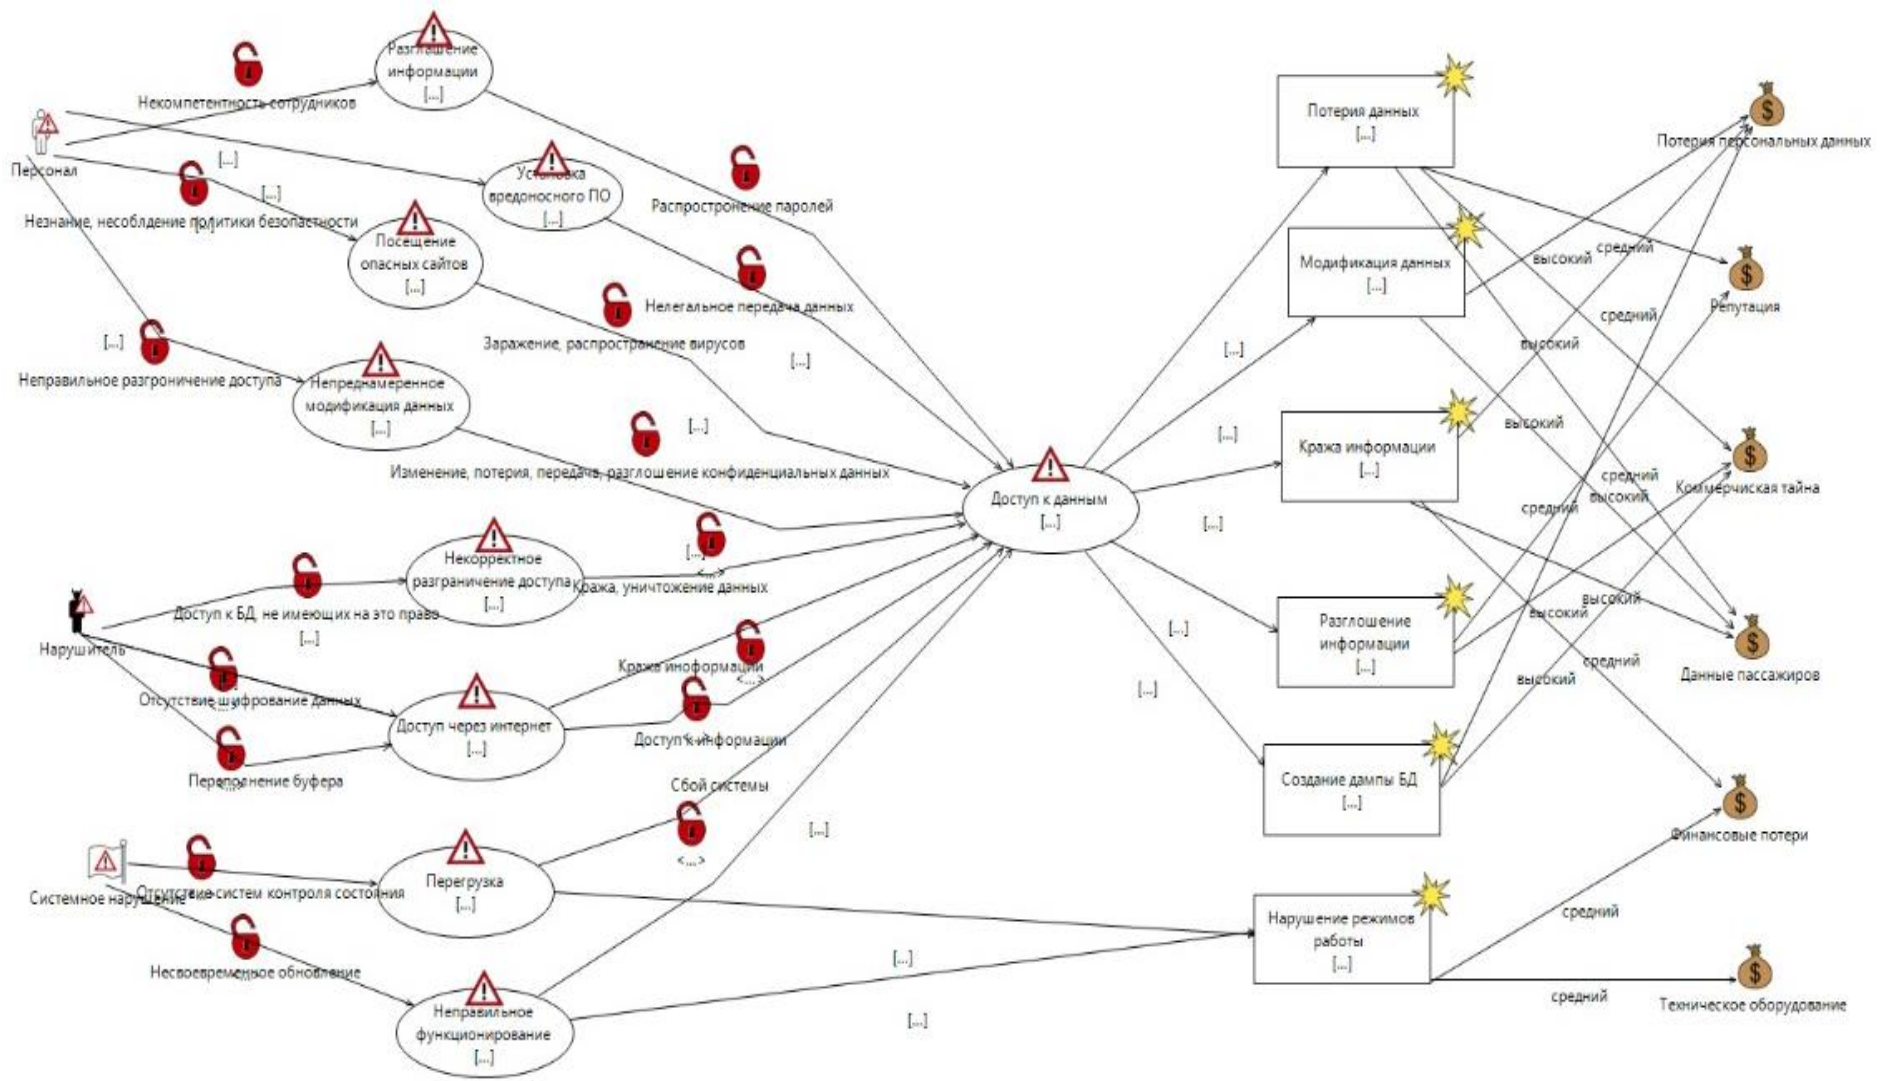 Разглашение
информации
[...]
Некомпетентность сотрудников
Персонал
[...]
Установка
вредоносного ПО
[...]
[...]
Незнание, несоблдение политики безопастности
[...]
Посещение
опасных сайтов
[...]
[...]
Неправильное разгроничение доступа
Непреднамеренное
модификация данных
[...]
Распростронение паролей
Нелегальное передача данных
Заражение, распространение вирусов
[...]
[...]
Изменение, потерия, передача, разглошение конфиденциальных данных
Некорректное
разграничение доступа
[...]
[...]
<...>
Кража, уничтожение данных
Доступ к БД, не имеющих на это право
[...]
Нарушитель
Отсутствие шифрование данных
Переполнение буфера
Доступ через интернет
[...]
Кража иноформации
<...>
Доступ к информации
Сбой системы
<...>
[...]
Системное нарушение
Отсутствие систем контроля состояния
Перегрузка
[...]
Несвоевременное обновление
Неправильное
функционирование
[...]
[...]
[...]
Доступ к данным
[...]
[...]
[...]
[...]
[...]
[...]
Потерия данных
[...]
Модификация данных
[...]
Кража информации
[...]
Разглошение
информации
[...]
Создание дампы БД
[...]
Нарушение режимов
работы
[...]
средний
высокий
средний
высокий
высокий
средний
высокий
средний
высокий
высокий
средний
высокий
средний
средний
Потерия персональных данных
Репутация
Коммерчиская тайна
Данные пассажиров
Финансовые потери
Техническое оборудование